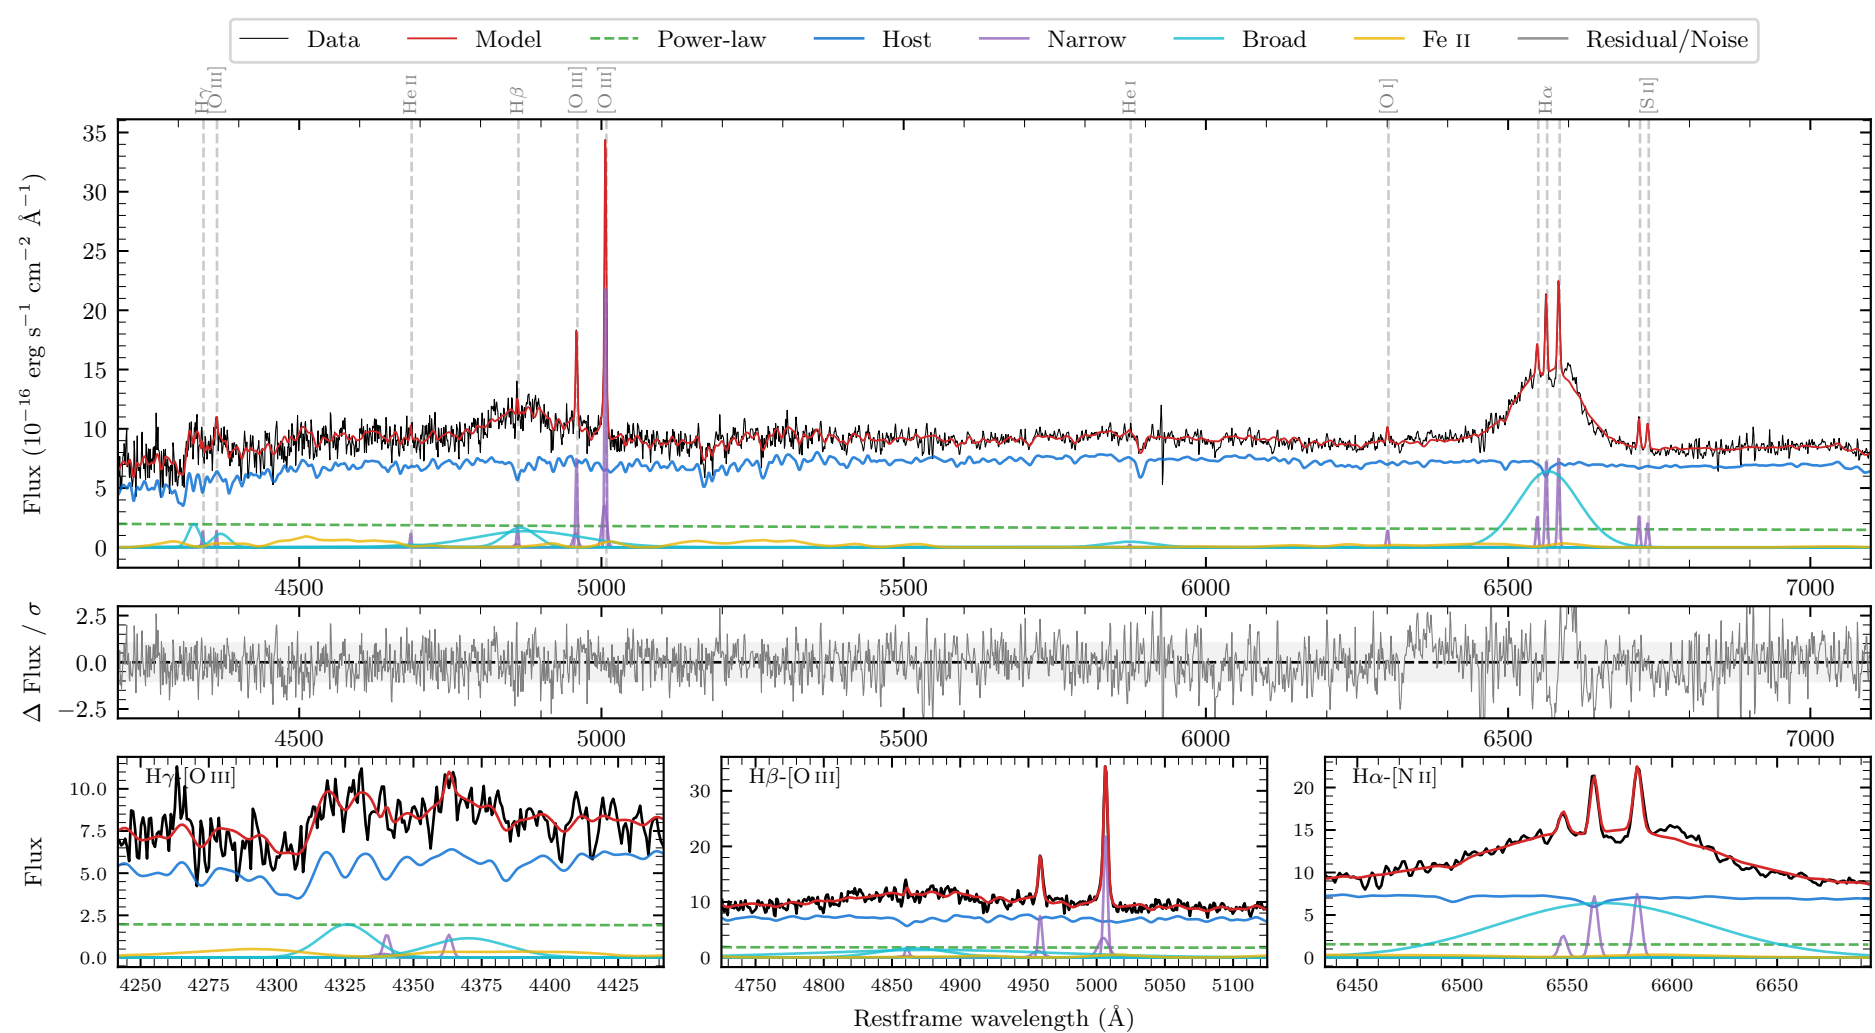 Data Model Power-law Host Narrow Broad Fe II Residual/Noise
Hγ [O III] He II Hβ [O III] [O III] He I [O I] Hα [S II]
Flux (10⁻¹⁶ erg s⁻¹ cm⁻² Å⁻¹)
35
30
25
20
15
10
5
0
4500 5000 5500 6000 6500 7000
Δ Flux / σ
2.5
0.0
−2.5
4500 5000 5500 6000 6500 7000
Flux
Hγ-[O III]
10.0
7.5
5.0
2.5
0.0
4250 4275 4300 4325 4350 4375 4400 4425
Hβ-[O III]
30
20
10
0
4750 4800 4850 4900 4950 5000 5050 5100
Hα-[N II]
20
15
10
5
0
6450 6500 6550 6600 6650
Restframe wavelength (Å)